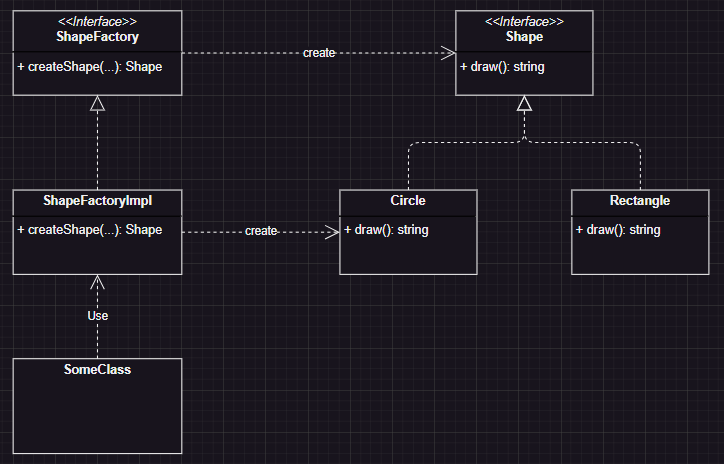 <<Interface>>
ShapeFactory
+ createShape(...): Shape
create
<<Interface>>
Shape
+ draw(): string
ShapeFactoryImpl
+ createShape(...): Shape
create
Circle
+ draw(): string
Rectangle
+ draw(): string
Use
SomeClass